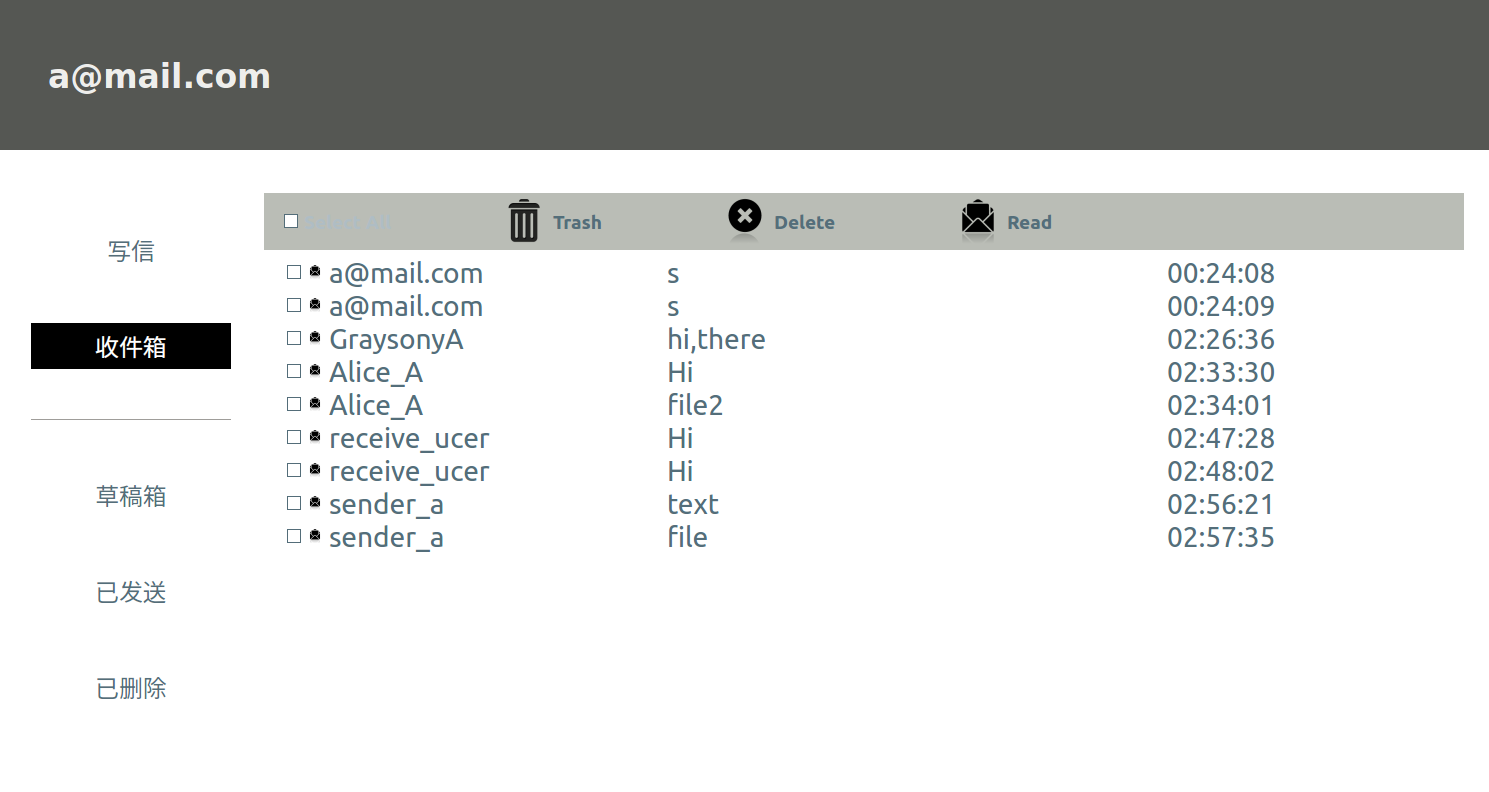 a@mail.com
写信
收件箱
草稿箱
已发送
已删除
Trash Delete Read
a@mail.com s 00:24:08
a@mail.com s 00:24:09
GraysonyA hi,there 02:26:36
Alice_A Hi 02:33:30
Alice_A file2 02:34:01
receive_ucer Hi 02:47:28
receive_ucer Hi 02:48:02
sender_a text 02:56:21
sender_a file 02:57:35